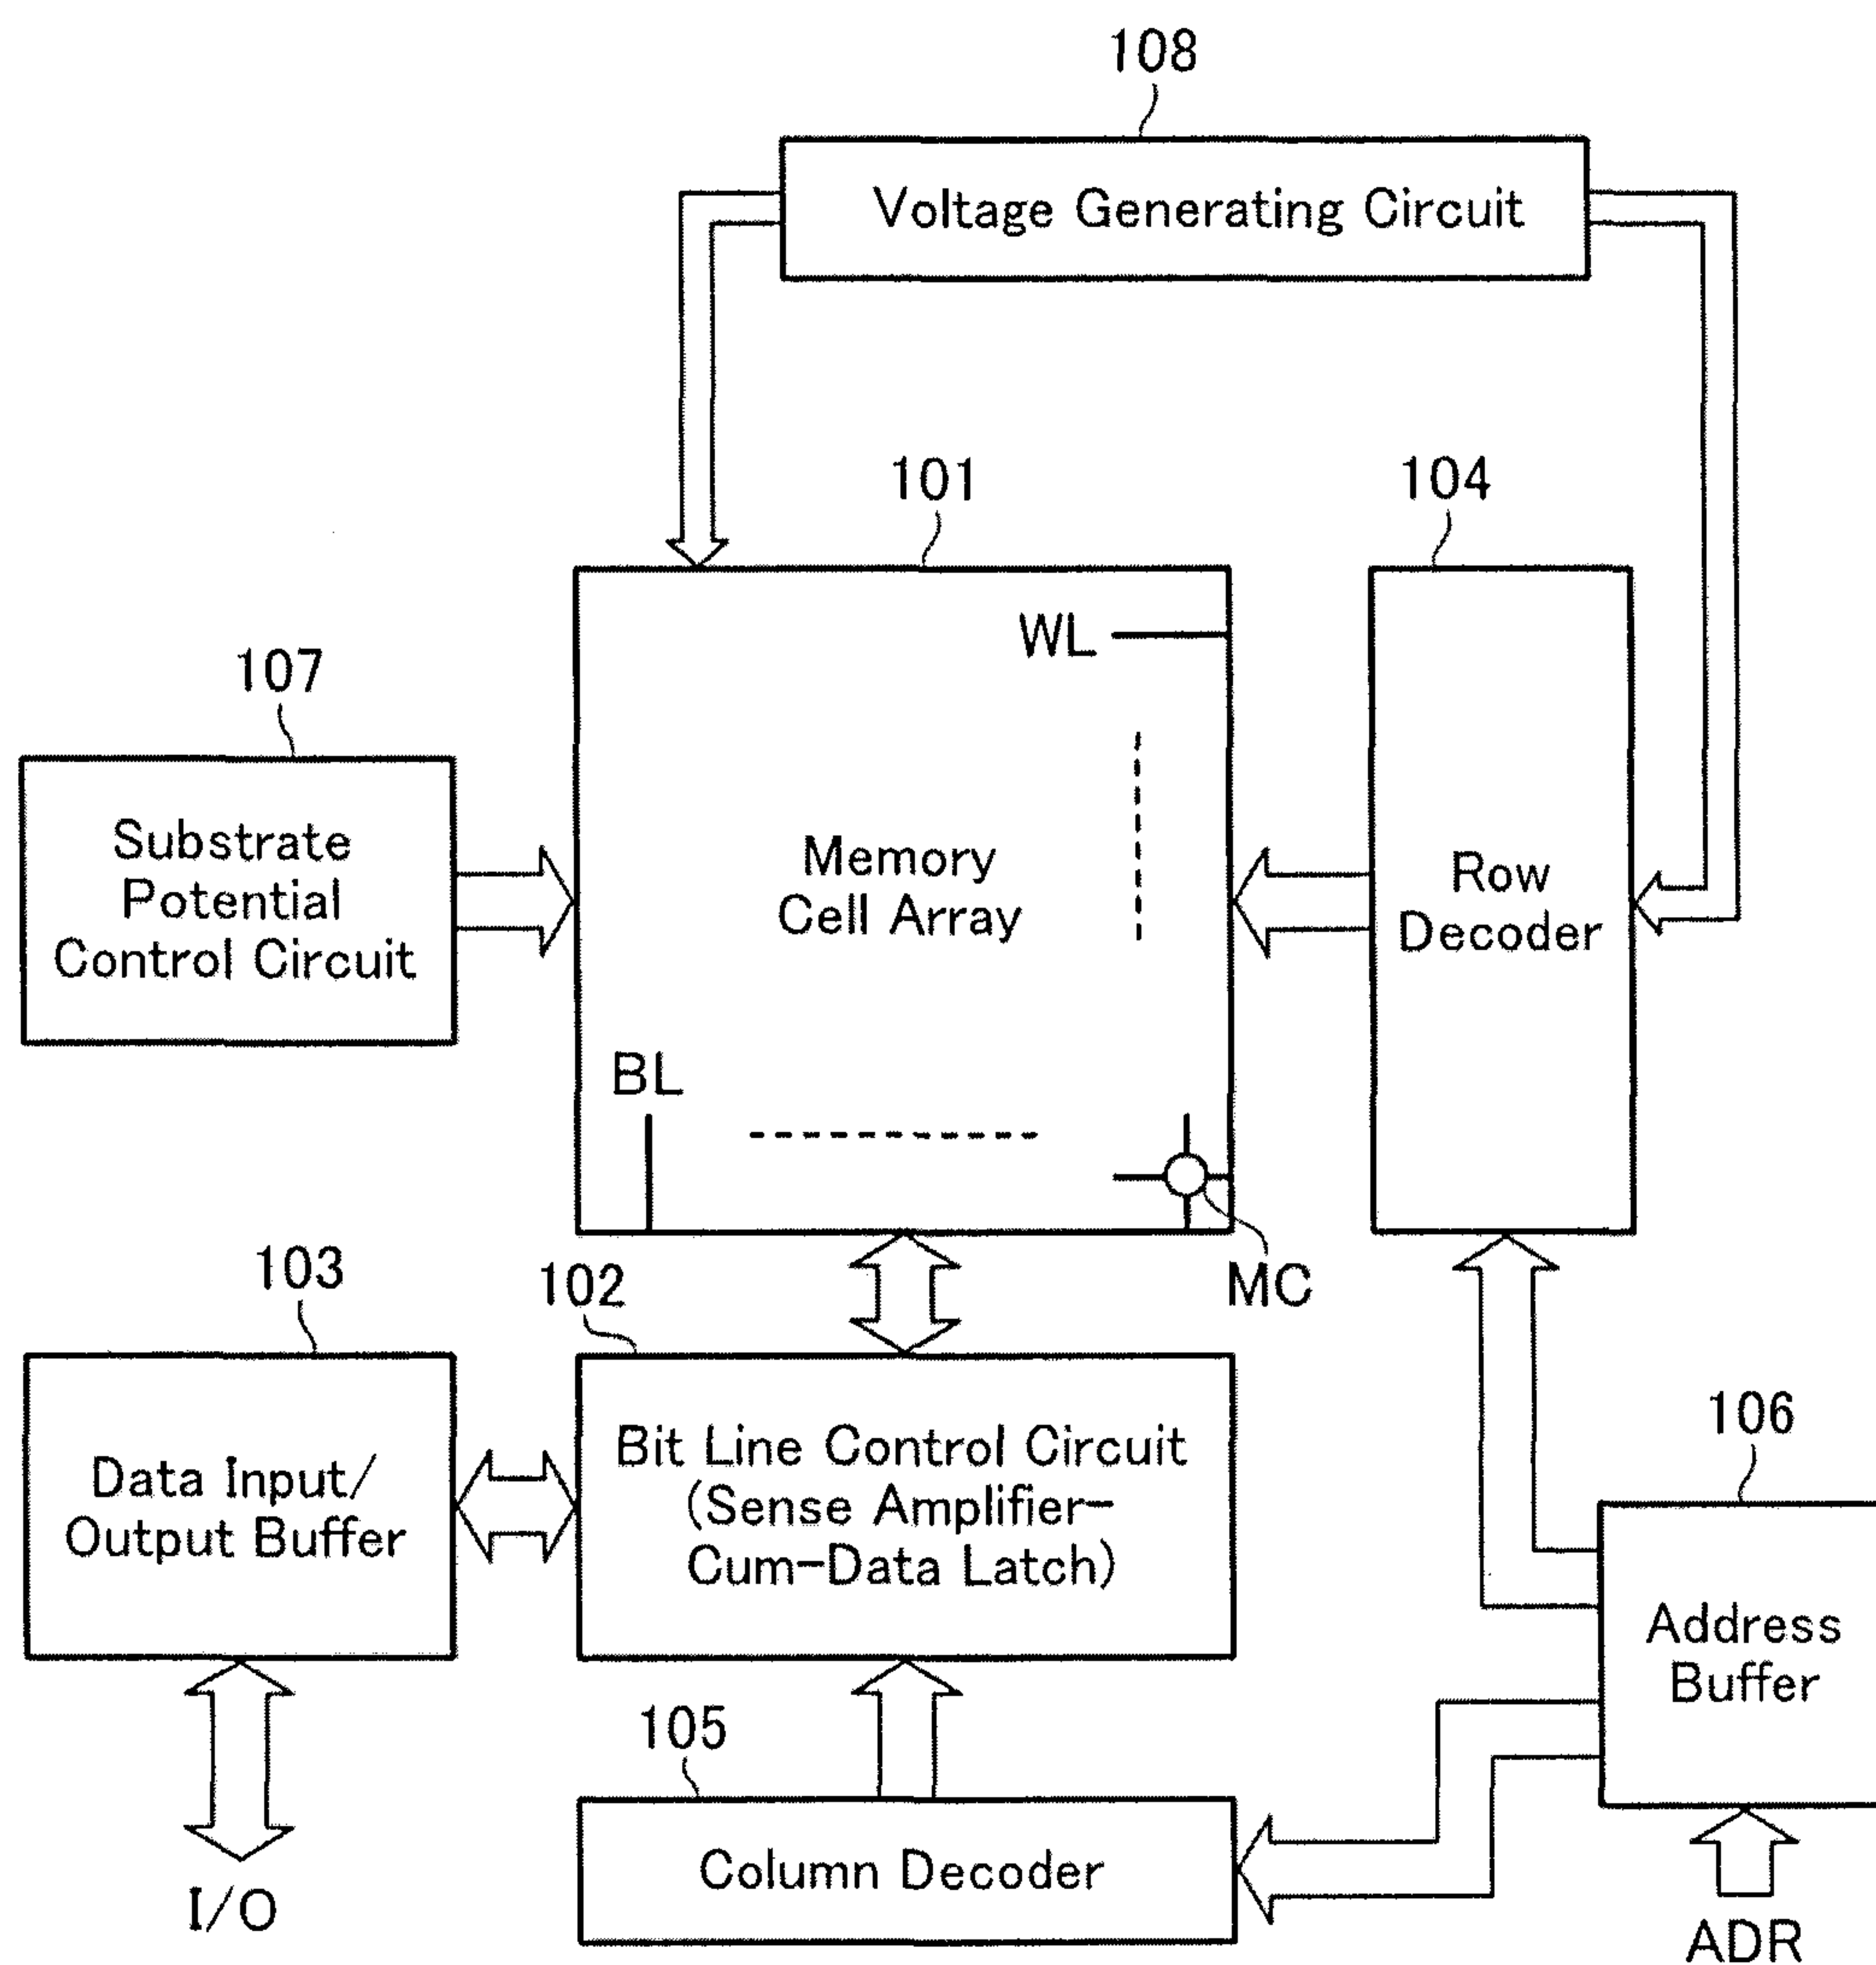 108
Voltage Generating Circuit
101
104
WL
107
Substrate
Potential
Control Circuit
Memory
Cell Array
Row
Decoder
BL
MC
103
102
Data Input/
Output Buffer
Bit Line Control Circuit
(Sense Amplifier-
Cum-Data Latch)
106
Address
Buffer
105
Column Decoder
I/O
ADR